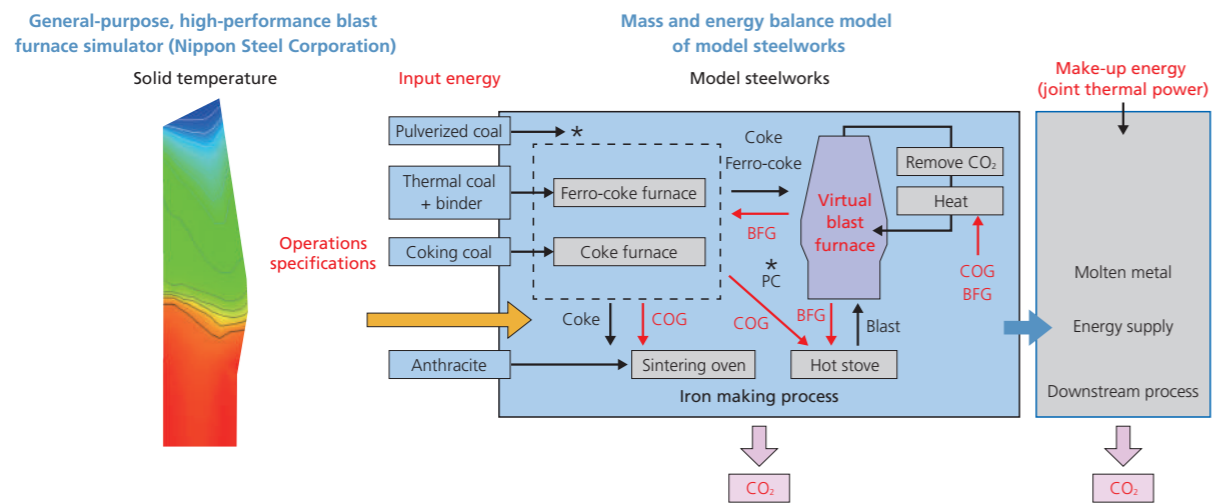 General-purpose, high-performance blast
furnace simulator (Nippon Steel Corporation)
Mass and energy balance model
of model steelworks
Solid temperature
Input energy
Model steelworks
Make-up energy
(joint thermal power)
Pulverized coal
*
Thermal coal
+ binder
Ferro-coke furnace
Coke
Ferro-coke
Virtual
blast
furnace
Remove CO₂
Heat
BFG
Operations
specifications
Coking coal
Coke furnace
*
PC
COG
BFG
Molten metal
Coke
COG
COG
BFG
Blast
Energy supply
Anthracite
Sintering oven
Hot stove
Iron making process
Downstream process
CO₂
CO₂